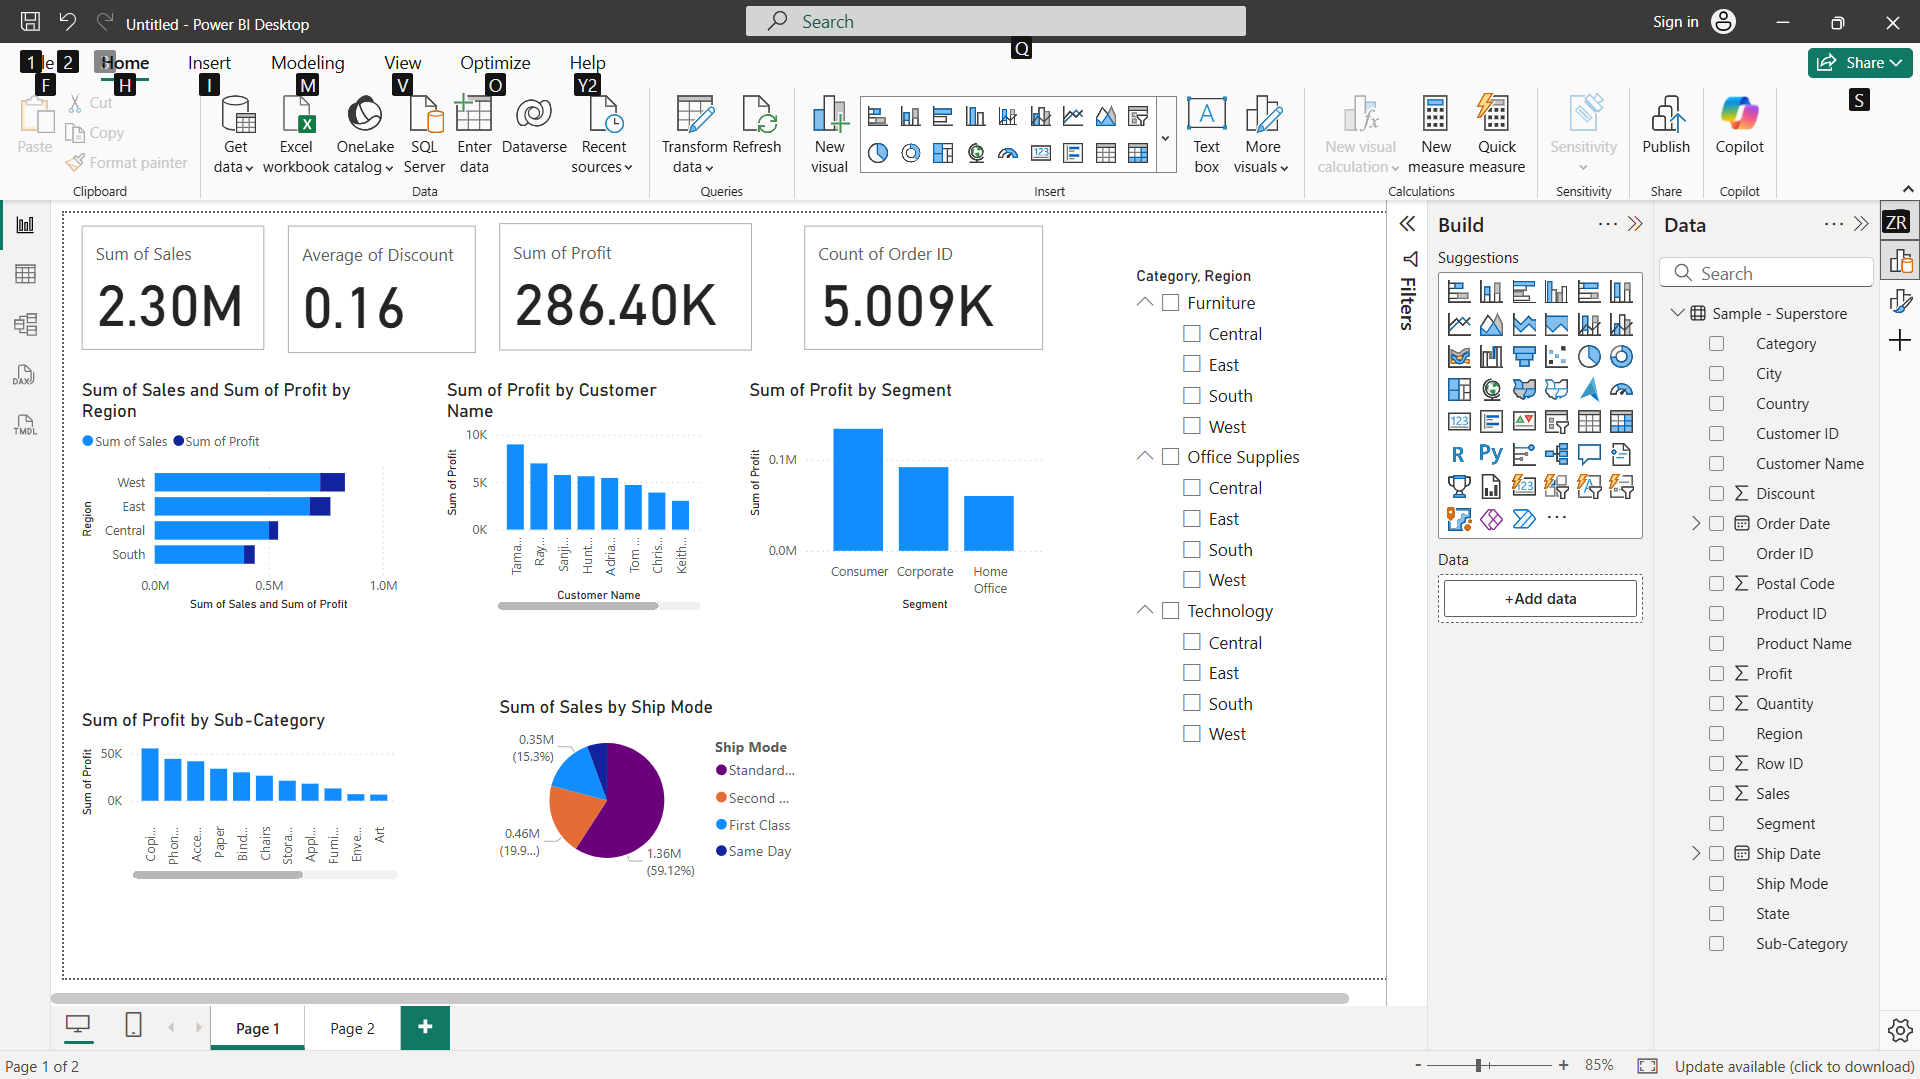 Untitled - Power BI Desktop
Search
Sign in
1 le 2 Home Insert Modeling View Optimize Help
Share
F H I M V O Y2 Q S
Paste
Cut
Copy
Format painter
Clipboard
Get data
Excel workbook
OneLake catalog
SQL Server
Enter data
Dataverse
Recent sources
Data
Transform data
Refresh
Queries
New visual
Insert
Text box
More visuals
New visual calculation
New measure
Quick measure
Calculations
Sensitivity
Sensitivity
Publish
Share
Copilot
Copilot
DAX
TMDL
Sum of Sales
2.30M
Average of Discount
0.16
Sum of Profit
286.40K
Count of Order ID
5.009K
Sum of Sales and Sum of Profit by
Region
Sum of Sales Sum of Profit
Region
West
East
Central
South
0.0M 0.5M 1.0M
Sum of Sales and Sum of Profit
Sum of Profit by Customer
Name
Sum of Profit
10K
5K
0K
Tama...
Ray...
Sanji...
Hunt...
Adria...
Tom ...
Chris...
Keith...
Customer Name
Sum of Profit by Segment
Sum of Profit
0.1M
0.0M
Consumer Corporate Home
Office
Segment
Sum of Profit by Sub-Category
Sum of Profit
50K
0K
Copi...
Phon...
Acce...
Paper
Bind...
Chairs
Stora...
Appl...
Furni...
Enve...
Art
Sum of Sales by Ship Mode
0.35M
(15.3%)
0.46M
(19.9...)
1.36M
(59.12%)
Ship Mode
Standard...
Second ...
First Class
Same Day
Category, Region
Furniture
Central
East
South
West
Office Supplies
Central
East
South
West
Technology
Central
East
South
West
Filters
Build
Suggestions
R Py
123
Data
+Add data
Data
Search
Sample - Superstore
Category
City
Country
Customer ID
Customer Name
Discount
Order Date
Order ID
Postal Code
Product ID
Product Name
Profit
Quantity
Region
Row ID
Sales
Segment
Ship Date
Ship Mode
State
Sub-Category
ZR
Page 1
Page 2
Page 1 of 2
- + 85%
Update available (click to download)